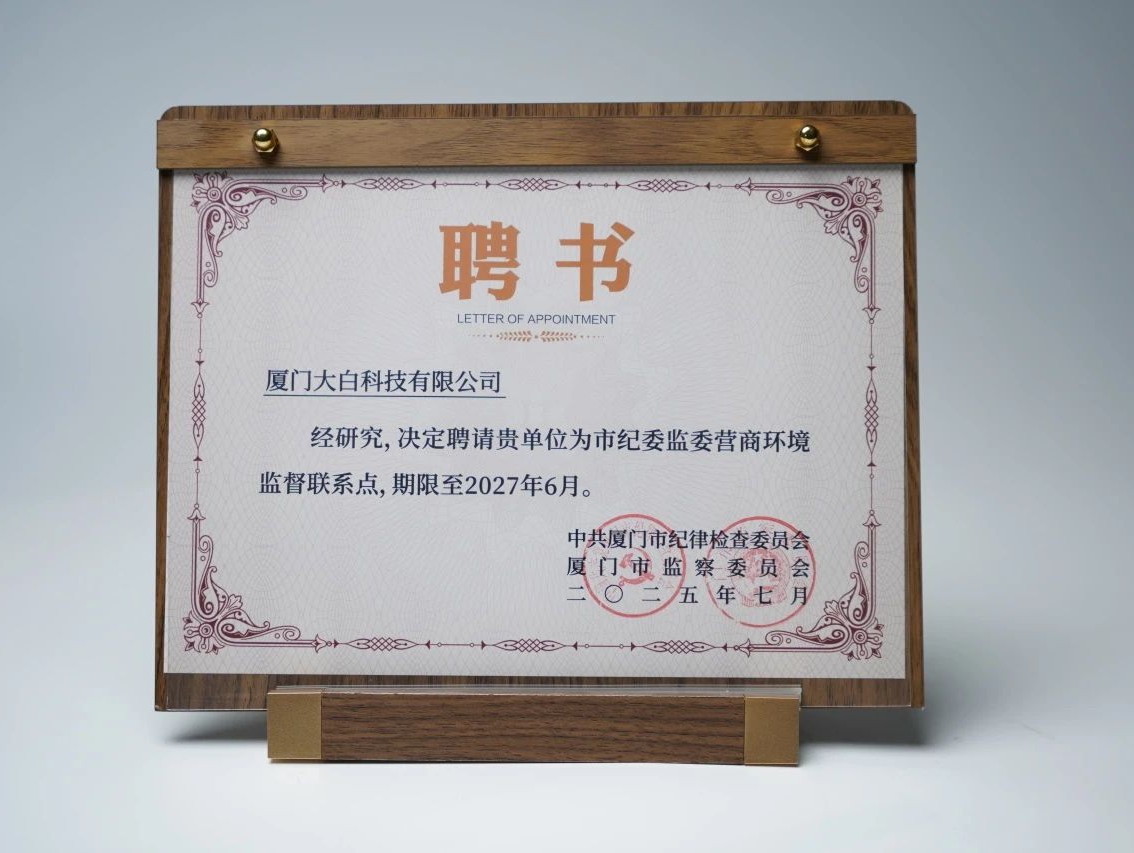 聘书
LETTER OF APPOINTMENT
厦门大白科技有限公司
经研究,决定聘请贵单位为市纪委监委营商环境
监督联系点,期限至2027年6月。
中共厦门市纪律检查委员会
厦门市监察委员会
二〇二五年七月